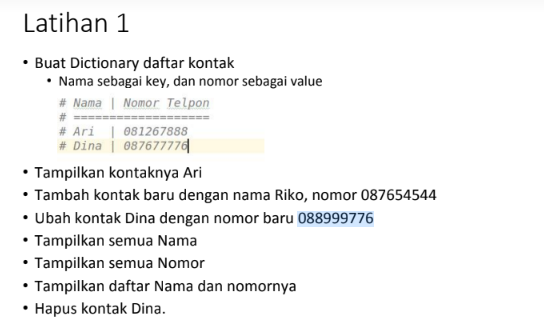 Latihan 1
• Buat Dictionary daftar kontak
• Nama sebagai key, dan nomor sebagai value
# Nama | Nomor Telpon
# ===================
# Ari | 081267888
# Dina | 087677776
• Tampilkan kontaknya Ari
• Tambah kontak baru dengan nama Riko, nomor 087654544
• Ubah kontak Dina dengan nomor baru 088999776
• Tampilkan semua Nama
• Tampilkan semua Nomor
• Tampilkan daftar Nama dan nomornya
• Hapus kontak Dina.